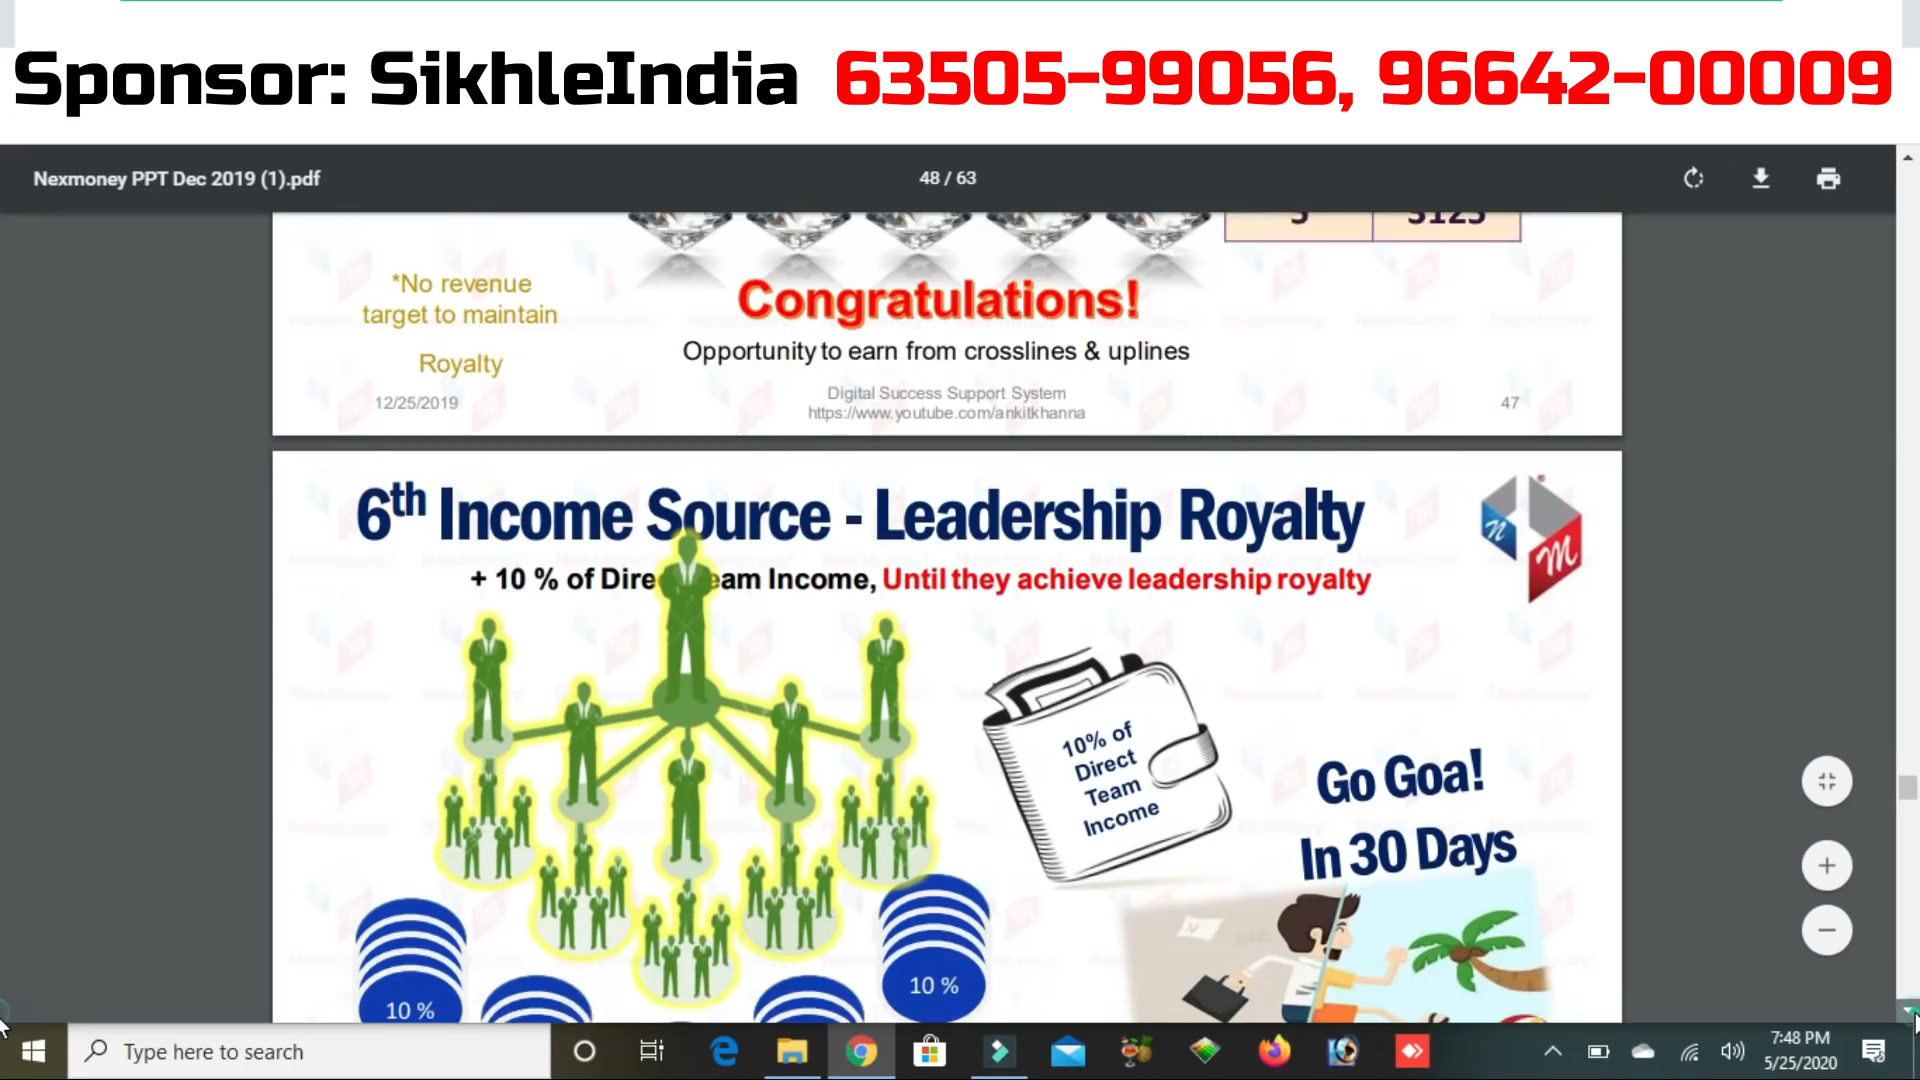 Sponsor: SikhleIndia 63505-99056, 96642-00009
Nexmoney PPT Dec 2019 (1).pdf
48 / 63
5 3125
*No revenue
target to maintain
Royalty
Congratulations!
Opportunity to earn from crosslines & uplines
12/25/2019
Digital Success Support System
https://www.youtube.com/ankitkhanna
47
6th Income Source - Leadership Royalty
+ 10 % of Dire eam Income, Until they achieve leadership royalty
n m
10% of
Direct
Team
Income
Go Goa!
In 30 Days
10 %
10 %
Type here to search
7:48 PM
5/25/2020